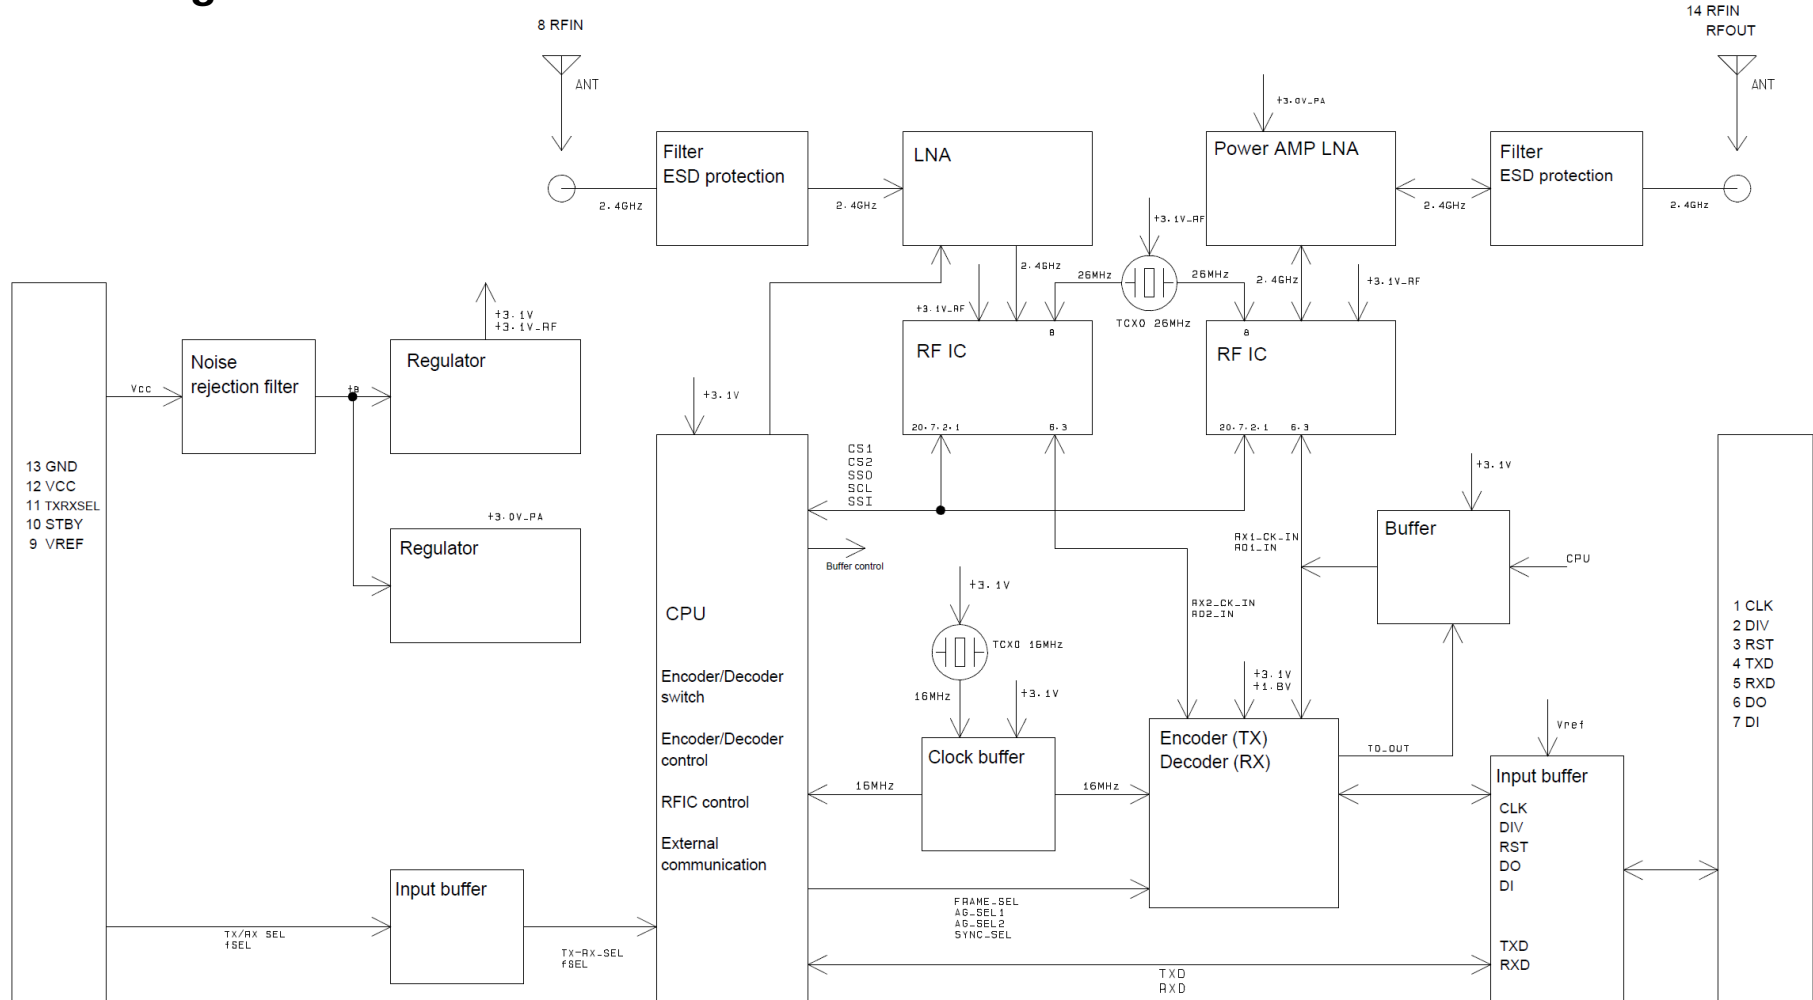 8 RFIN
14 RFIN
RFOUT
ANT
ANT
+3.0V_PA
Filter
ESD protection
LNA
Power AMP LNA
Filter
ESD protection
2.4GHz
2.4GHz
2.4GHz
2.4GHz
+3.1V_RF
2.4GHz
26MHz
26MHz
2.4GHz
+3.1V_RF
+3.1V_RF
TCXO 26MHz
8
8
RF IC
RF IC
20.7.2.1
6.3
20.7.2.1
6.3
+3.1V
+3.1V_RF
Noise
rejection filter
Regulator
Vcc
+B
+3.1V
13 GND
12 VCC
11 TXRXSEL
10 STBY
9 VREF
+3.0V_PA
Regulator
CS1
CS2
SSO
SCL
SSI
Buffer control
+3.1V
Buffer
CPU
RX1_CK_IN
RD1_IN
RX2_CK_IN
RD2_IN
+3.1V
TCXO 16MHz
16MHz
+3.1V
+3.1V
+1.8V
CPU
Encoder/Decoder
switch
Encoder/Decoder
control
RFIC control
External
communication
1 CLK
2 DIV
3 RST
4 TXD
5 RXD
6 DO
7 DI
Clock buffer
16MHz
16MHz
Encoder (TX)
Decoder (RX)
TD_OUT
Vref
Input buffer
CLK
DIV
RST
DO
DI
TXD
RXD
Input buffer
TX/RX SEL
fSEL
TX-RX_SEL
fSEL
FRAME_SEL
AG_SEL1
AG_SEL2
SYNC_SEL
TXD
RXD